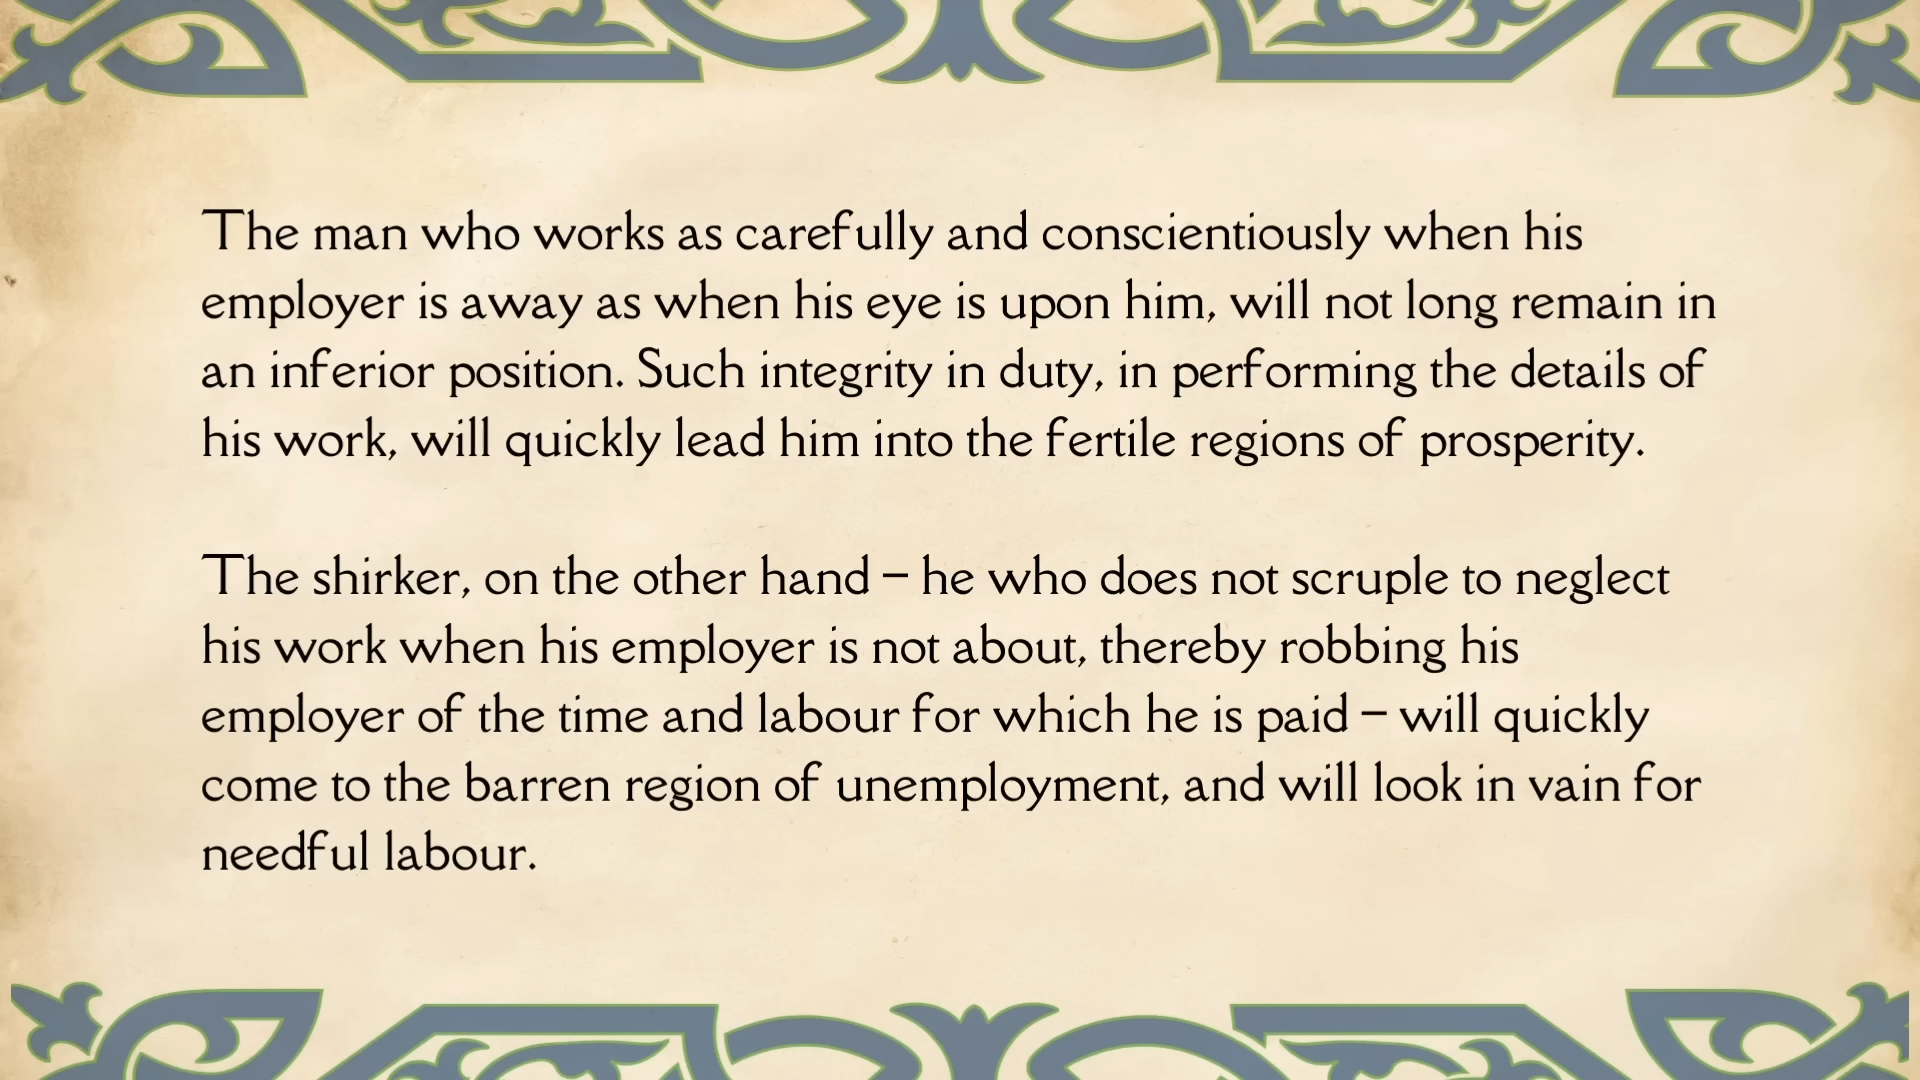 The man who works as carefully and conscientiously when his
employer is away as when his eye is upon him, will not long remain in
an inferior position. Such integrity in duty, in performing the details of
his work, will quickly lead him into the fertile regions of prosperity.
The shirker, on the other hand – he who does not scruple to neglect
his work when his employer is not about, thereby robbing his
employer of the time and labour for which he is paid – will quickly
come to the barren region of unemployment, and will look in vain for
needful labour.